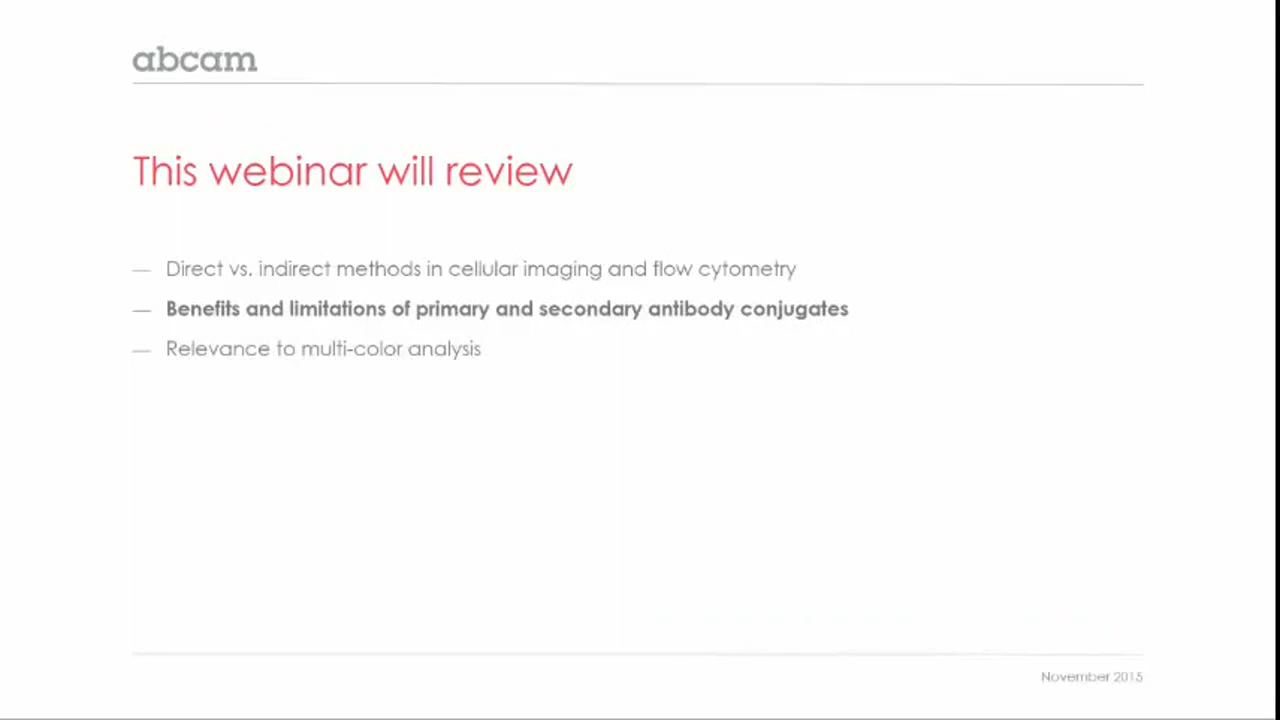 abcam
This webinar will review
— Direct vs. indirect methods in cellular imaging and flow cytometry
— Benefits and limitations of primary and secondary antibody conjugates
— Relevance to multi-color analysis
November 2015